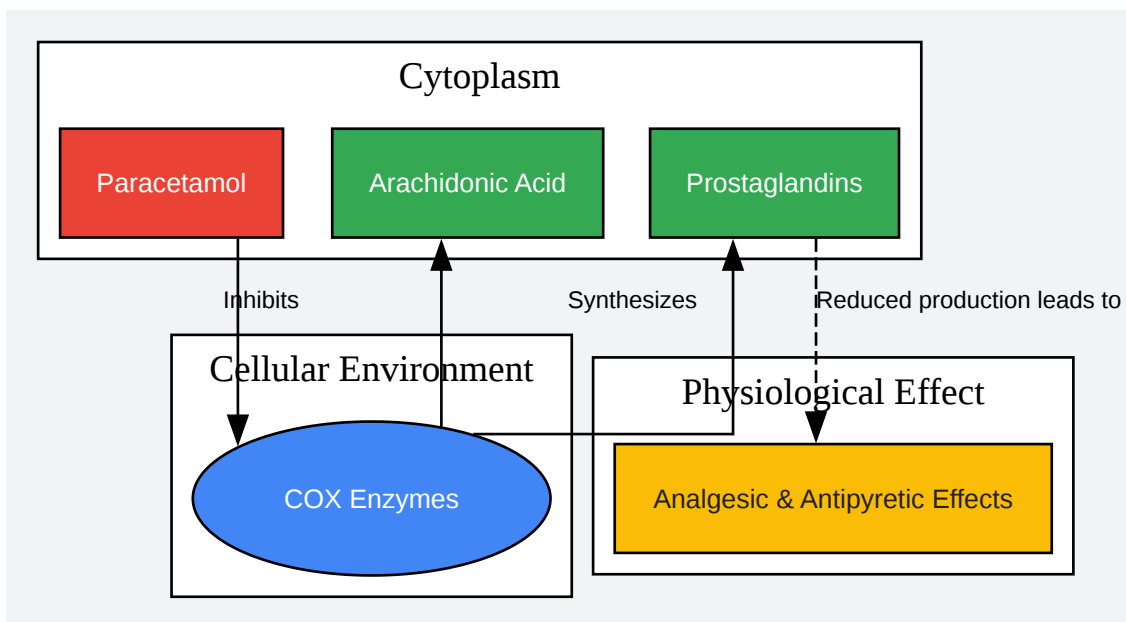 Cytoplasm
Paracetamol
Arachidonic Acid
Prostaglandins
Inhibits
Synthesizes
Reduced production leads to
Cellular Environment
Physiological Effect
COX Enzymes
Analgesic & Antipyretic Effects